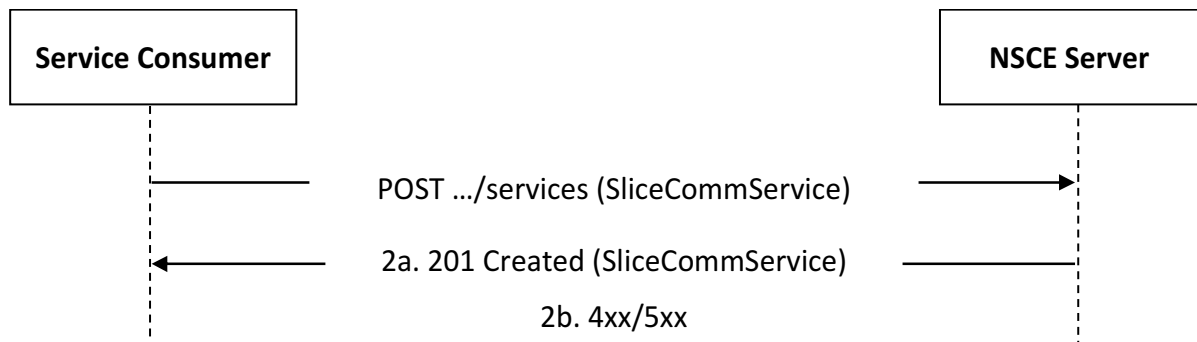 Service Consumer
NSCE Server
POST …/services (SliceCommService)
2a. 201 Created (SliceCommService)
2b. 4xx/5xx